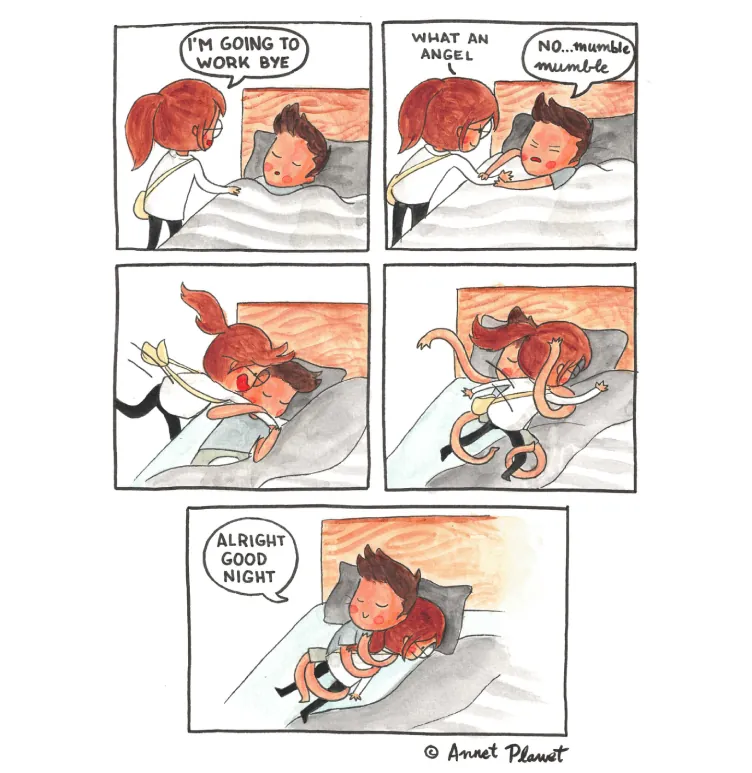 I'M GOING TO
WORK BYE
WHAT AN
ANGEL
NO...mumble
mumble
ALRIGHT
GOOD
NIGHT
© Annet Planet